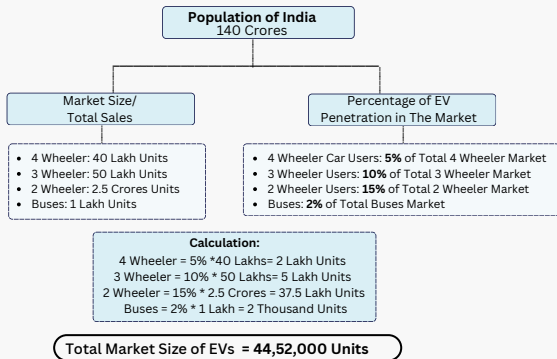 Population of India
140 Crores
Market Size/
Total Sales
Percentage of EV
Penetration in The Market
• 4 Wheeler: 40 Lakh Units
• 3 Wheeler: 50 Lakh Units
• 2 Wheeler: 2.5 Crores Units
• Buses: 1 Lakh Units
• 4 Wheeler Car Users: 5% of Total 4 Wheeler Market
• 3 Wheeler Users: 10% of Total 3 Wheeler Market
• 2 Wheeler Users: 15% of Total 2 Wheeler Market
• Buses: 2% of Total Buses Market
Calculation:
4 Wheeler = 5% *40 Lakhs= 2 Lakh Units
3 Wheeler = 10% * 50 Lakhs= 5 Lakh Units
2 Wheeler = 15% * 2.5 Crores = 37.5 Lakh Units
Buses = 2% * 1 Lakh = 2 Thousand Units
Total Market Size of EVs = 44,52,000 Units